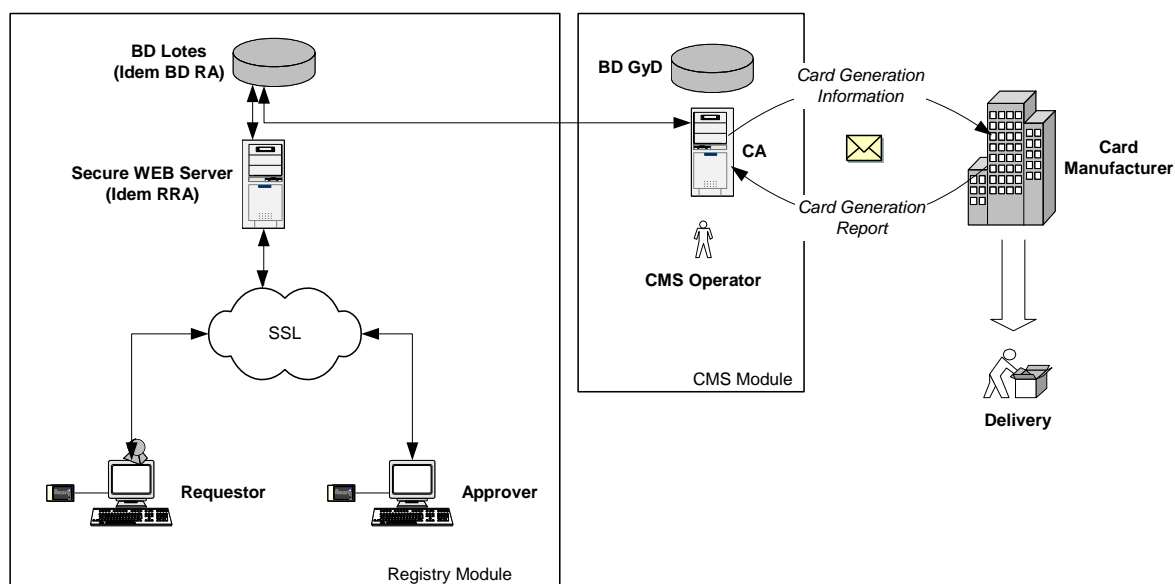 BD Lotes
(Idem BD RA)
Secure WEB Server
(Idem RRA)
SSL
Requestor
Approver
Registry Module
BD GyD
CA
CMS Operator
CMS Module
Card Generation
Information
Card Generation
Report
Card
Manufacturer
Delivery